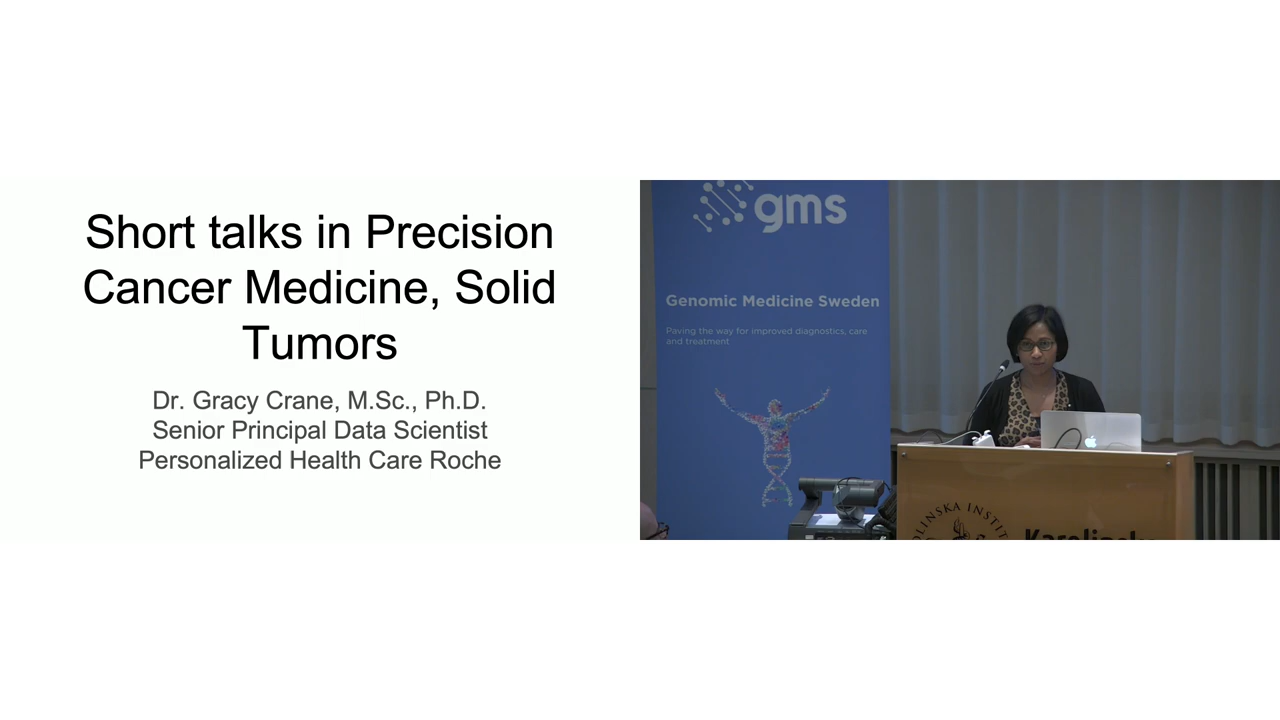 Short talks in Precision
Cancer Medicine, Solid
Tumors
Dr. Gracy Crane, M.Sc., Ph.D.
Senior Principal Data Scientist
Personalized Health Care Roche
gms
Genomic Medicine Sweden
Paving the way for improved diagnostics, care
and treatment